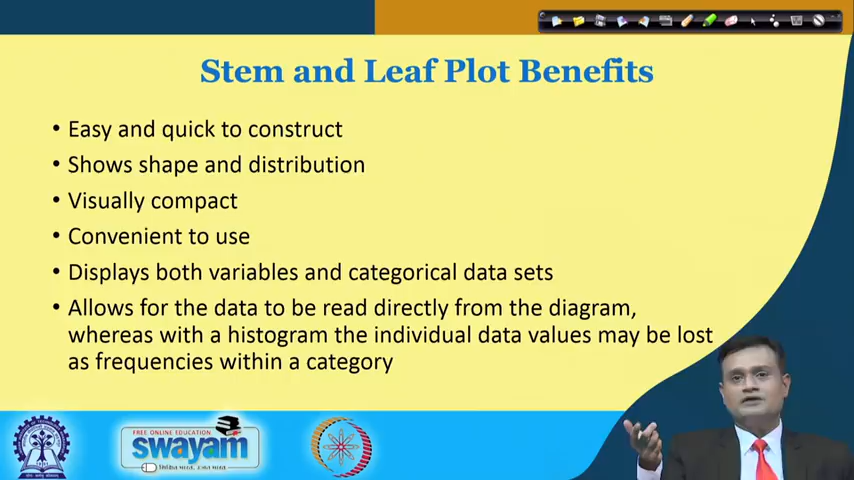 Stem and Leaf Plot Benefits
• Easy and quick to construct
• Shows shape and distribution
• Visually compact
• Convenient to use
• Displays both variables and categorical data sets
• Allows for the data to be read directly from the diagram,
whereas with a histogram the individual data values may be lost
as frequencies within a category
FREE ONLINE EDUCATION
swayam